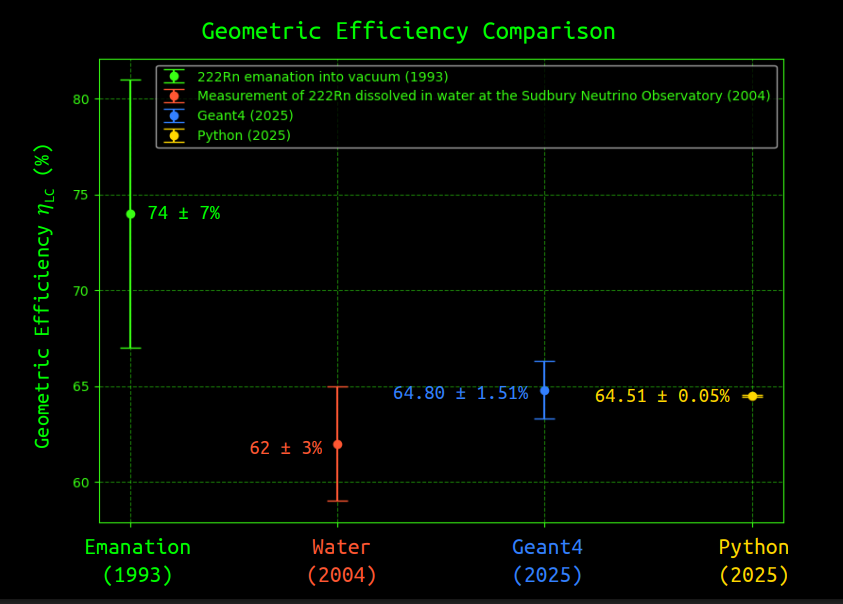 Geometric Efficiency Comparison
222Rn emanation into vacuum (1993)
Measurement of 222Rn dissolved in water at the Sudbury Neutrino Observatory (2004)
Geant4 (2025)
Python (2025)
Geometric Efficiency η_LC (%)
80
75
70
65
60
74 ± 7%
62 ± 3%
64.80 ± 1.51%
64.51 ± 0.05%
Emanation
(1993)
Water
(2004)
Geant4
(2025)
Python
(2025)